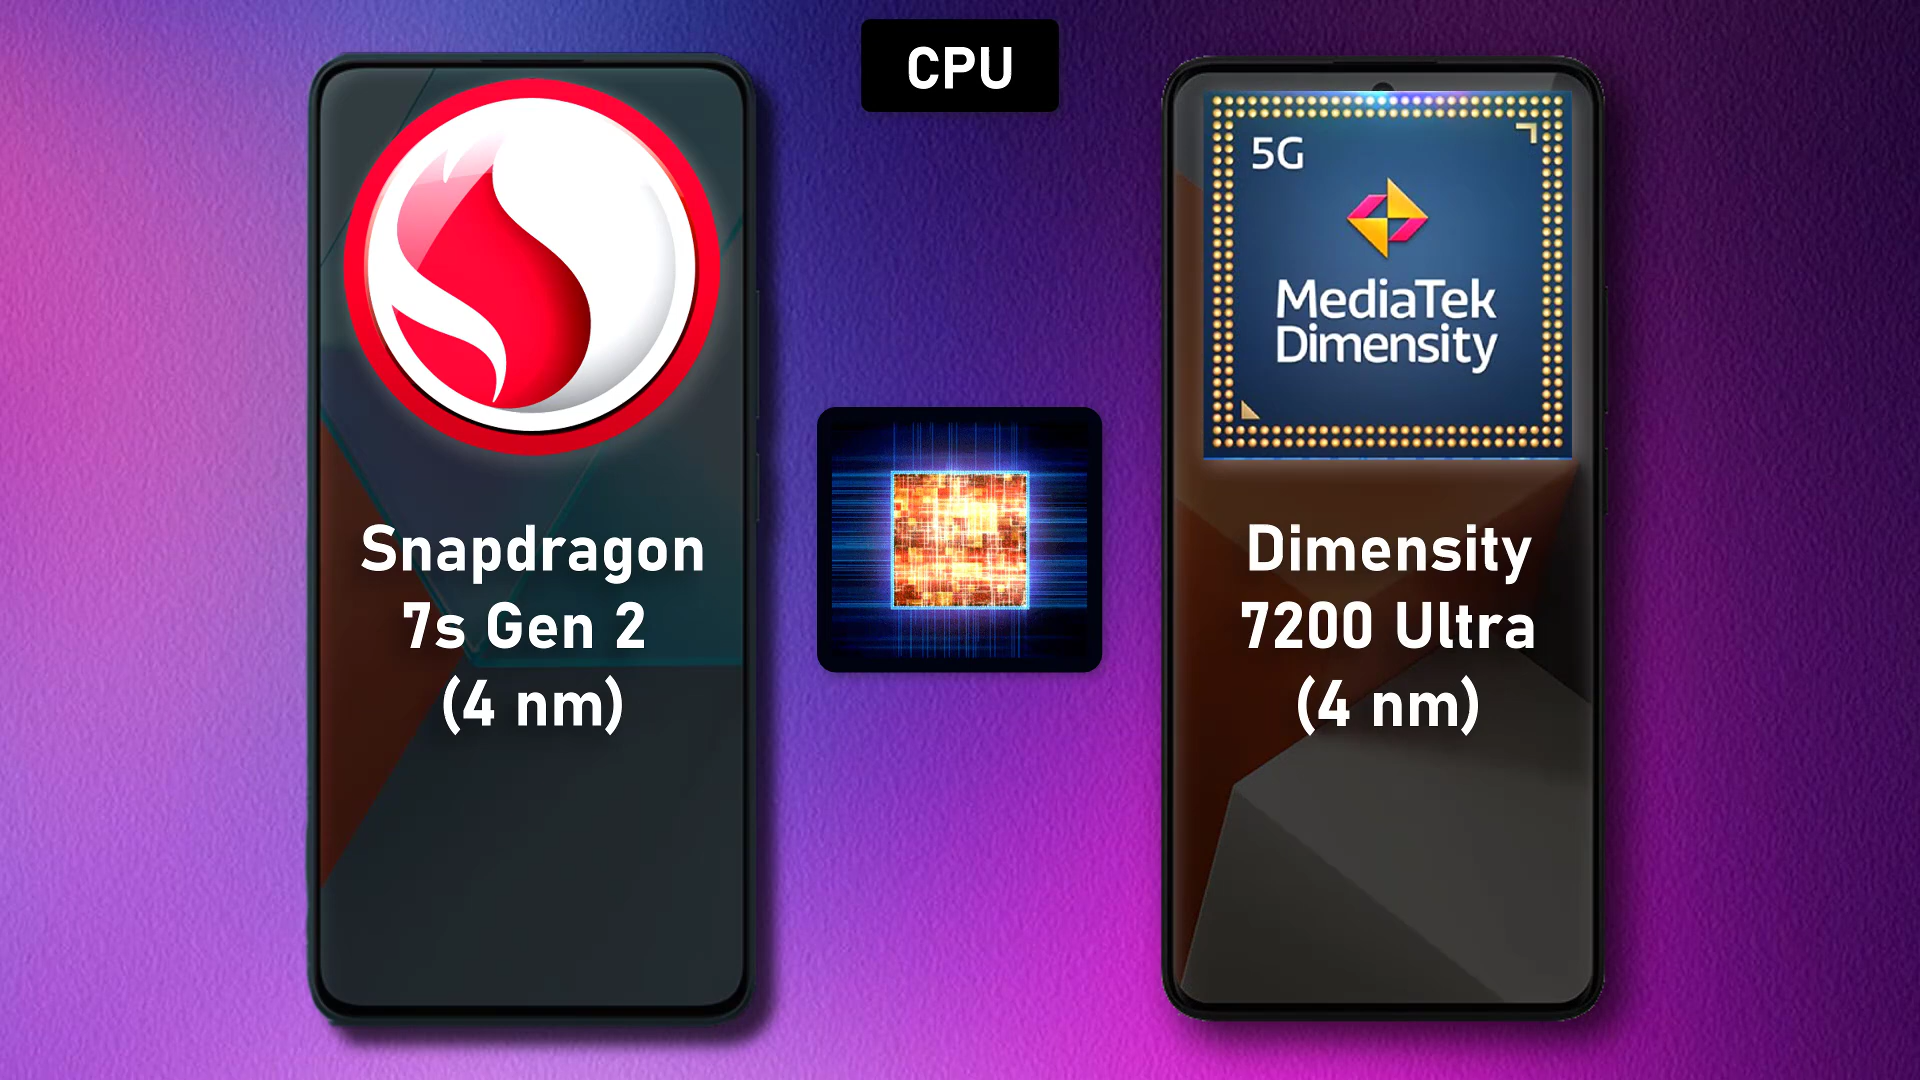 CPU
Snapdragon
7s Gen 2
(4 nm)
5G
MediaTek
Dimensity
Dimensity
7200 Ultra
(4 nm)